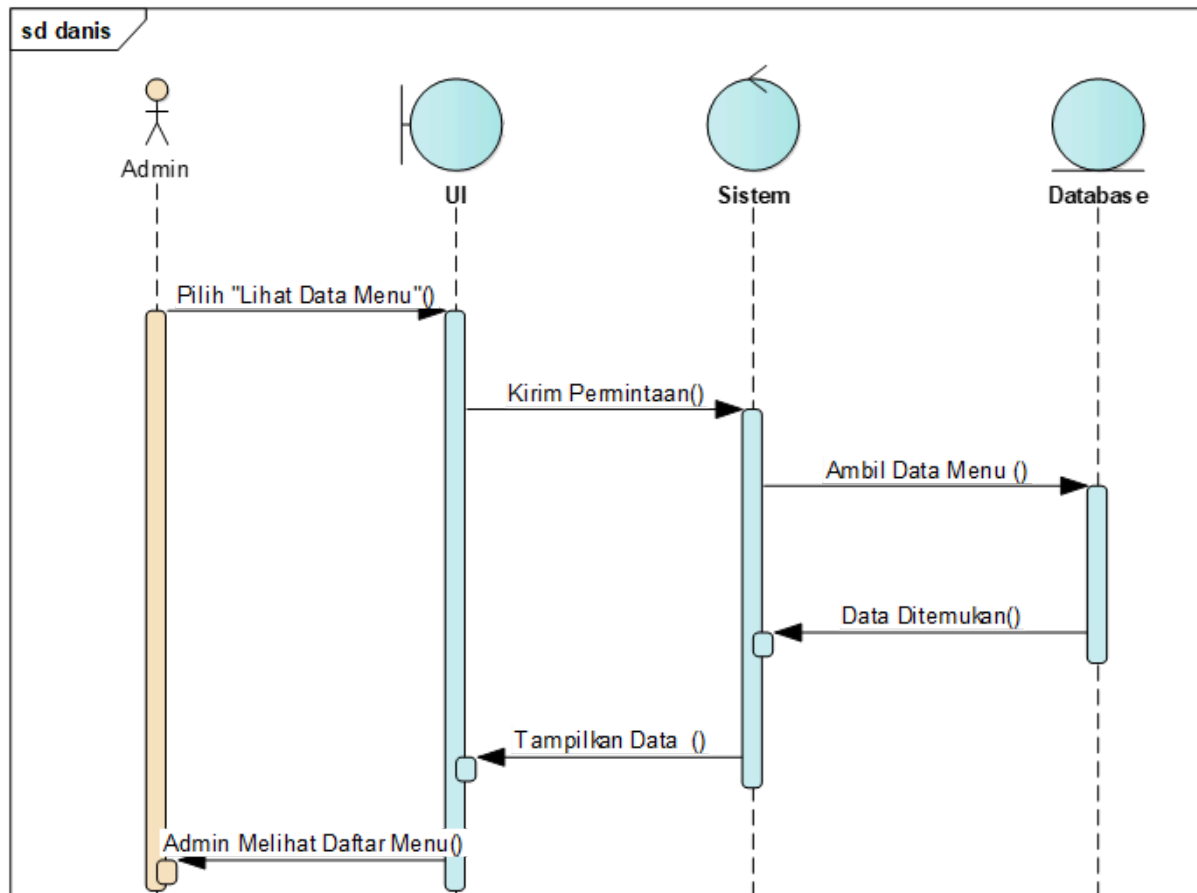 sd danis
Admin
UI
Sistem
Database
Pilih "Lihat Data Menu"()
Kirim Permintaan()
Ambil Data Menu ()
Data Ditemukan()
Tampilkan Data  ()
Admin Melihat Daftar Menu()